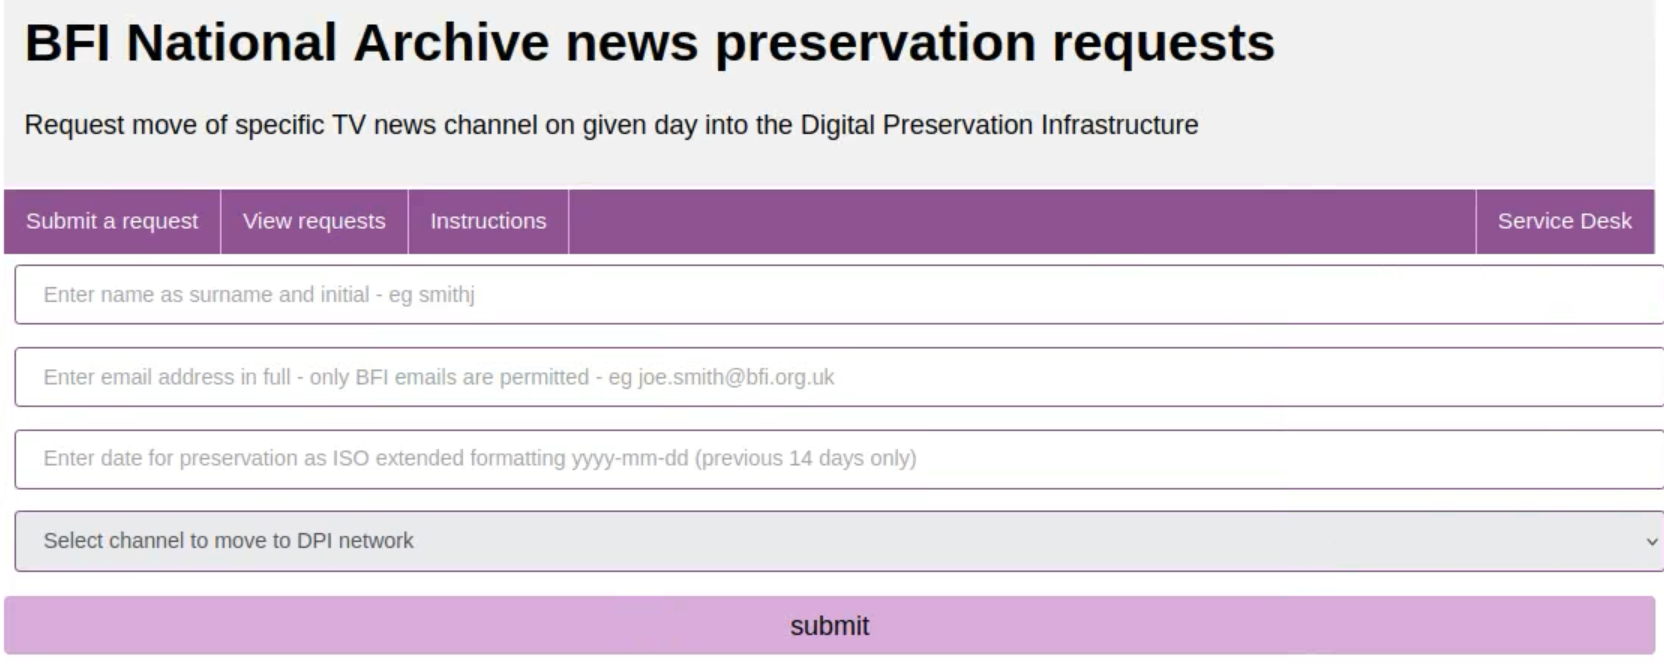 BFI National Archive news preservation requests
Request move of specific TV news channel on given day into the Digital Preservation Infrastructure
Submit a request View requests Instructions Service Desk
Enter name as surname and initial - eg smithj
Enter email address in full - only BFI emails are permitted - eg joe.smith@bfi.org.uk
Enter date for preservation as ISO extended formatting yyyy-mm-dd (previous 14 days only)
Select channel to move to DPI network
submit